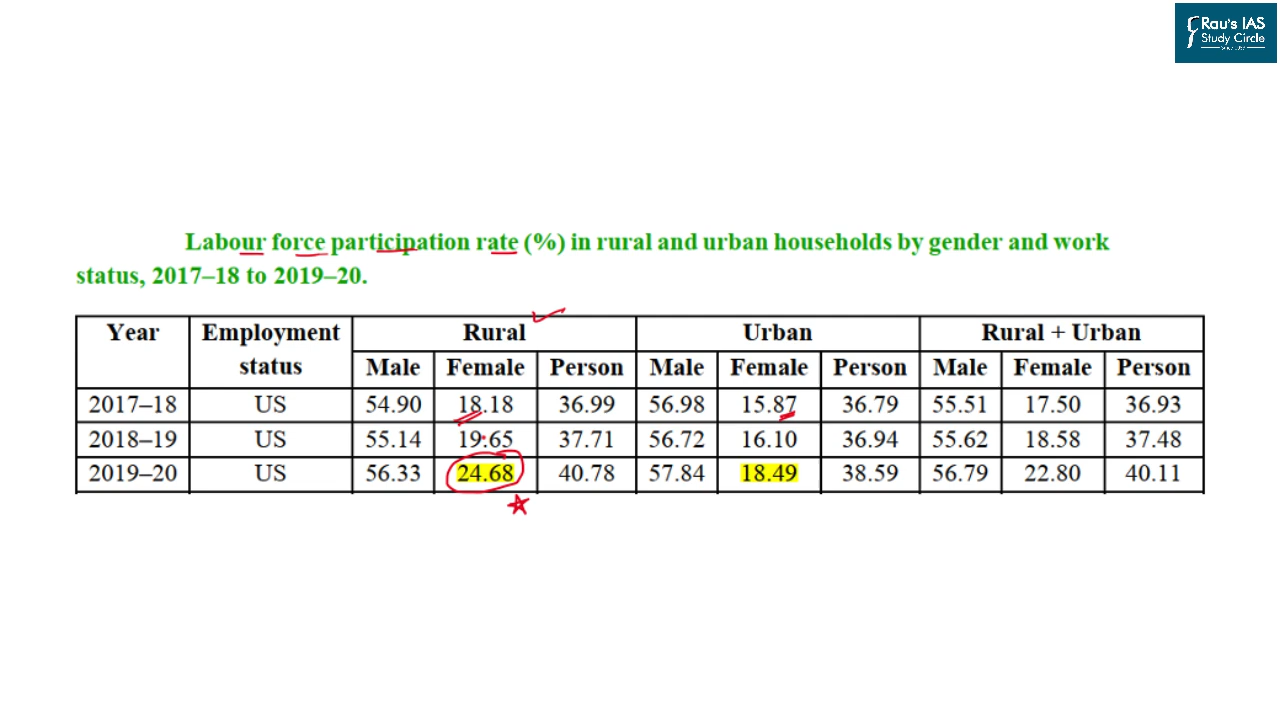 Rau's IAS
Study Circle
Labour force participation rate (%) in rural and urban households by gender and work
status, 2017–18 to 2019–20.
Year Employment status Rural Urban Rural + Urban
Male Female Person Male Female Person Male Female Person
2017–18 US 54.90 18.18 36.99 56.98 15.87 36.79 55.51 17.50 36.93
2018–19 US 55.14 19.65 37.71 56.72 16.10 36.94 55.62 18.58 37.48
2019–20 US 56.33 24.68 40.78 57.84 18.49 38.59 56.79 22.80 40.11